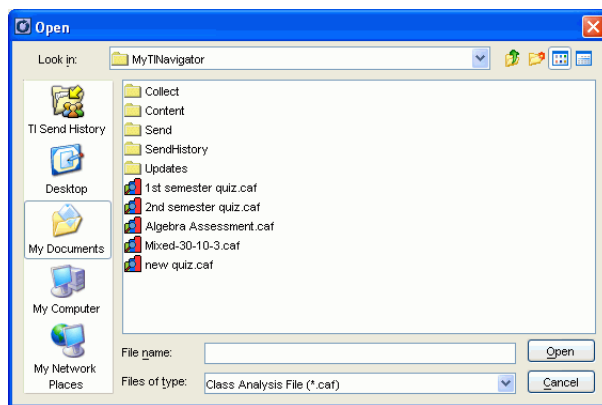 Open
Look in:
MyTINavigator
TI Send History
Desktop
My Documents
My Computer
My Network
Places
Collect
Content
Send
SendHistory
Updates
1st semester quiz.caf
2nd semester quiz.caf
Algebra Assessment.caf
Mixed-30-10-3.caf
new quiz.caf
File name:
Open
Files of type:
Class Analysis File (*.caf)
Cancel